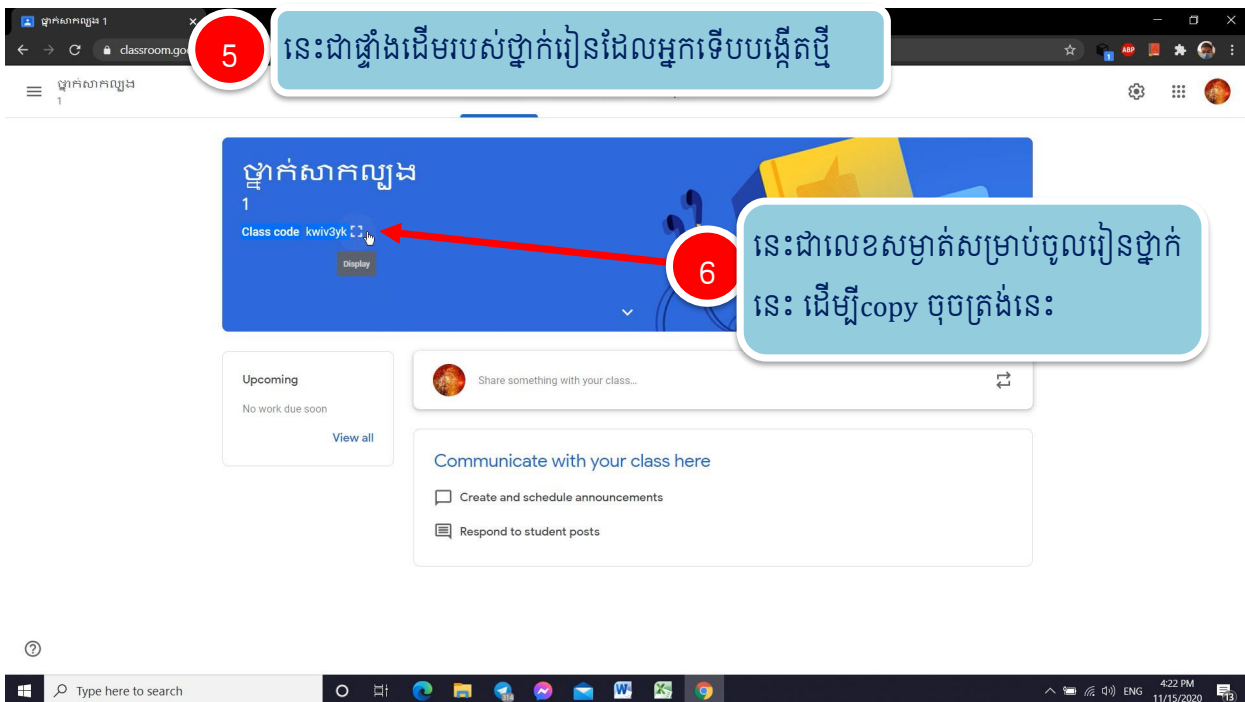 ថ្នាក់សាកល្បង 1
5
នេះជាផ្ទាំងដើមរបស់ថ្នាក់រៀនដែលអ្នកទើបបង្កើតថ្មី
classroom.go
ABP
1
ថ្នាក់សាកល្បង
1
ថ្នាក់សាកល្បង
1
Class code kwiv3yk
Display
6
នេះជាលេខសម្ងាត់សម្រាប់ចូលរៀនថ្នាក់
នេះ ដើម្បីcopy ចុចត្រង់នេះ
Upcoming
No work due soon
View all
Share something with your class...
Communicate with your class here
Create and schedule announcements
Respond to student posts
Type here to search
314
ENG
4:22 PM
11/15/2020
13